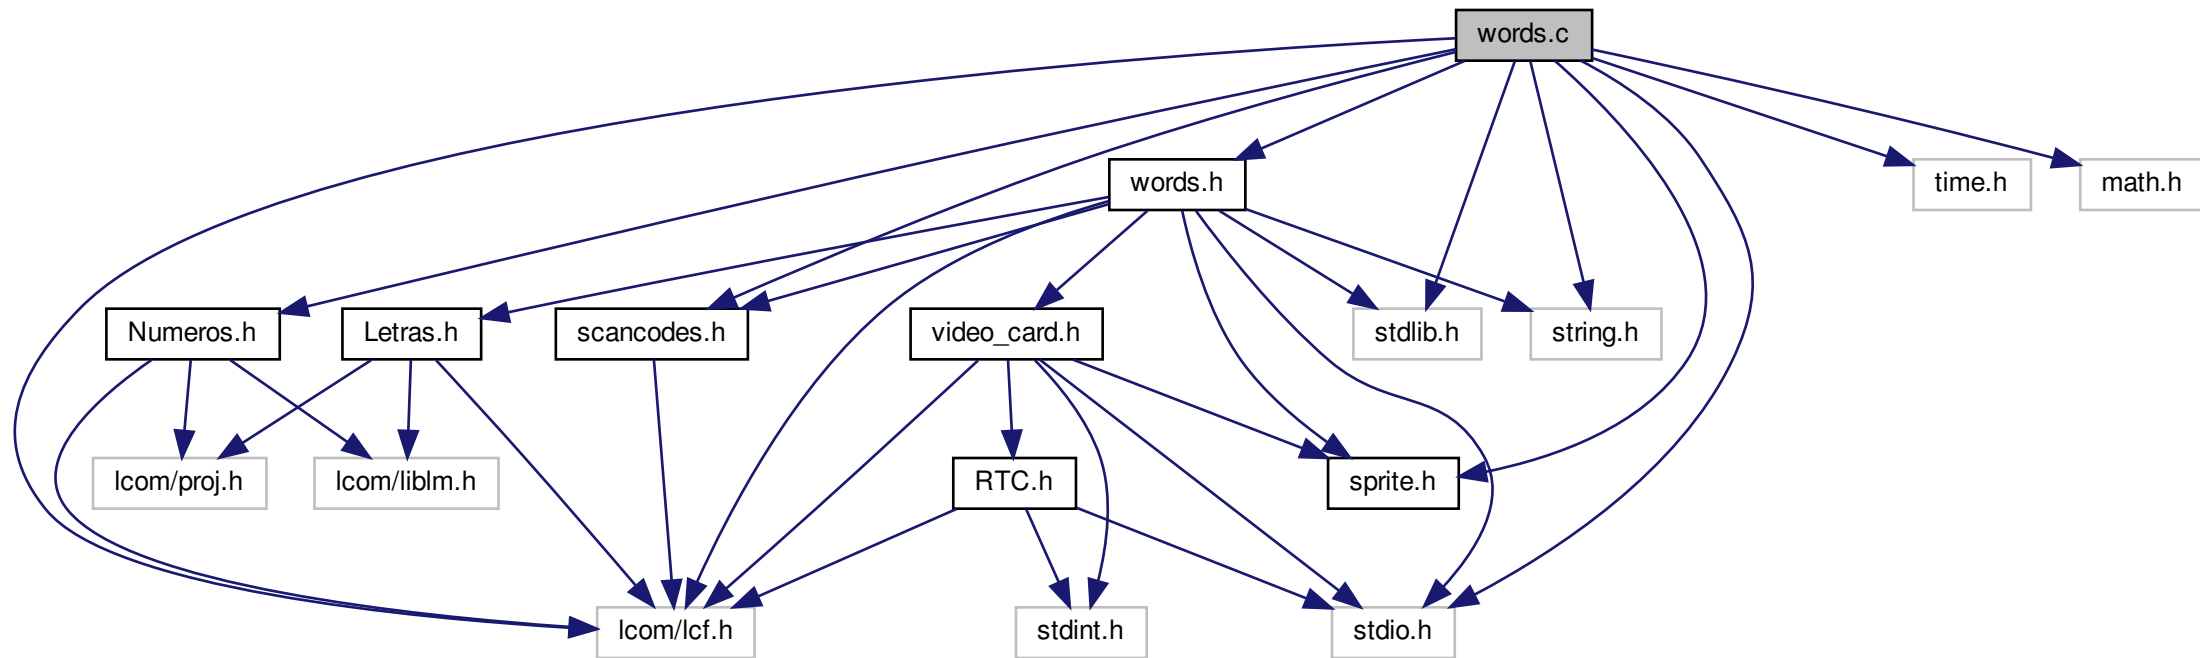 words.c
words.h
time.h
math.h
Numeros.h
Letras.h
scancodes.h
video_card.h
stdlib.h
string.h
lcom/proj.h
lcom/liblm.h
RTC.h
sprite.h
lcom/lcf.h
stdint.h
stdio.h